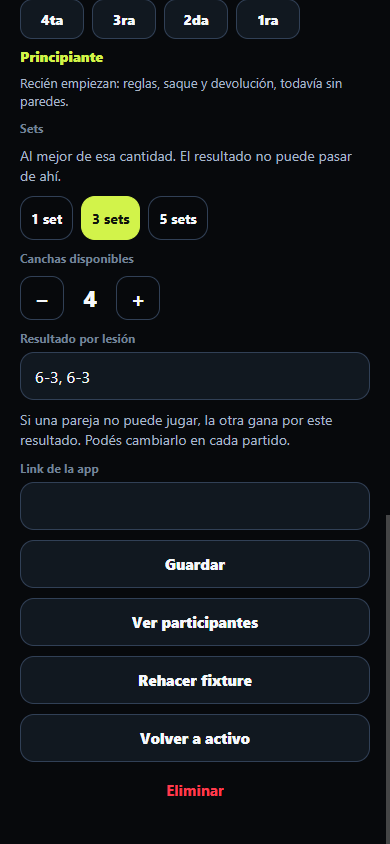 4ta 3ra 2da 1ra
Principiante
Recién empiezan: reglas, saque y devolución, todavía sin
paredes.
Sets
Al mejor de esa cantidad. El resultado no puede pasar
de ahí.
1 set 3 sets 5 sets
Canchas disponibles
– 4 +
Resultado por lesión
6-3, 6-3
Si una pareja no puede jugar, la otra gana por este
resultado. Podés cambiarlo en cada partido.
Link de la app
Guardar
Ver participantes
Rehacer fixture
Volver a activo
Eliminar